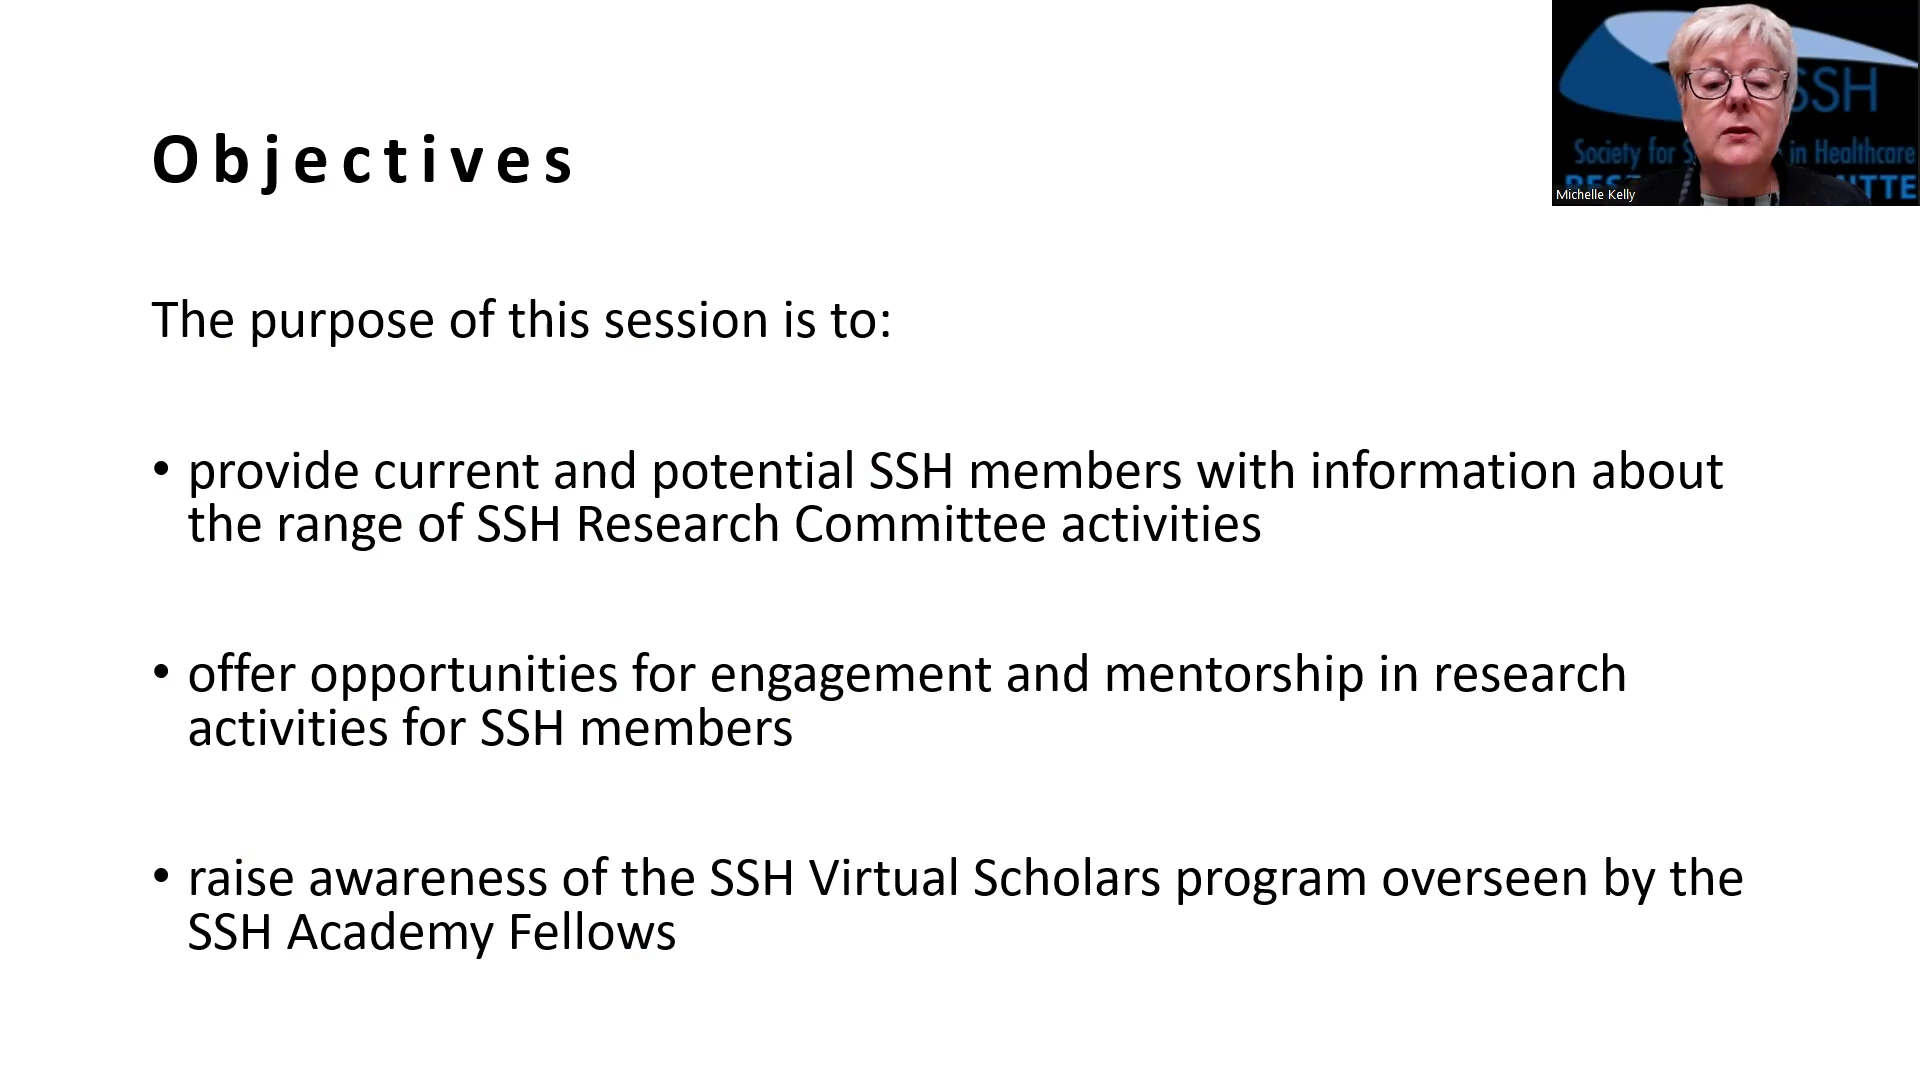 Objectives
The purpose of this session is to:
• provide current and potential SSH members with information about
the range of SSH Research Committee activities
• offer opportunities for engagement and mentorship in research
activities for SSH members
• raise awareness of the SSH Virtual Scholars program overseen by the
SSH Academy Fellows
SSH
Society for in Healthcare
Michelle Kelly